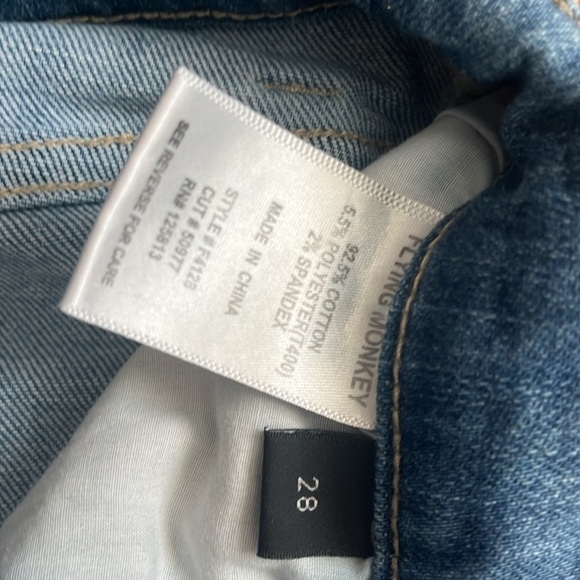 FLYING MONKEY
92.5% COTTON
5.5% POLYESTER(T400)
2% SPANDEX
MADE IN CHINA
STYLE # F4128
CUT # 50977
RN# 125813
SEE REVERSE FOR CARE
28